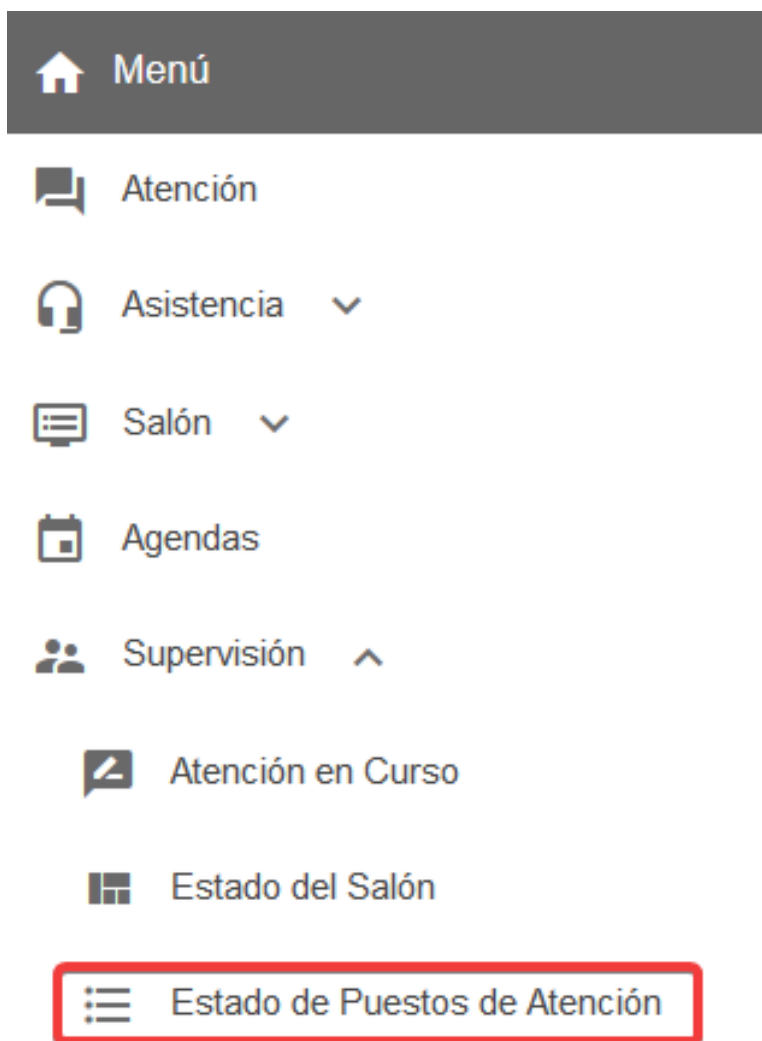 Menú
Atención
Asistencia
Salón
Agendas
Supervisión
Atención en Curso
Estado del Salón
Estado de Puestos de Atención